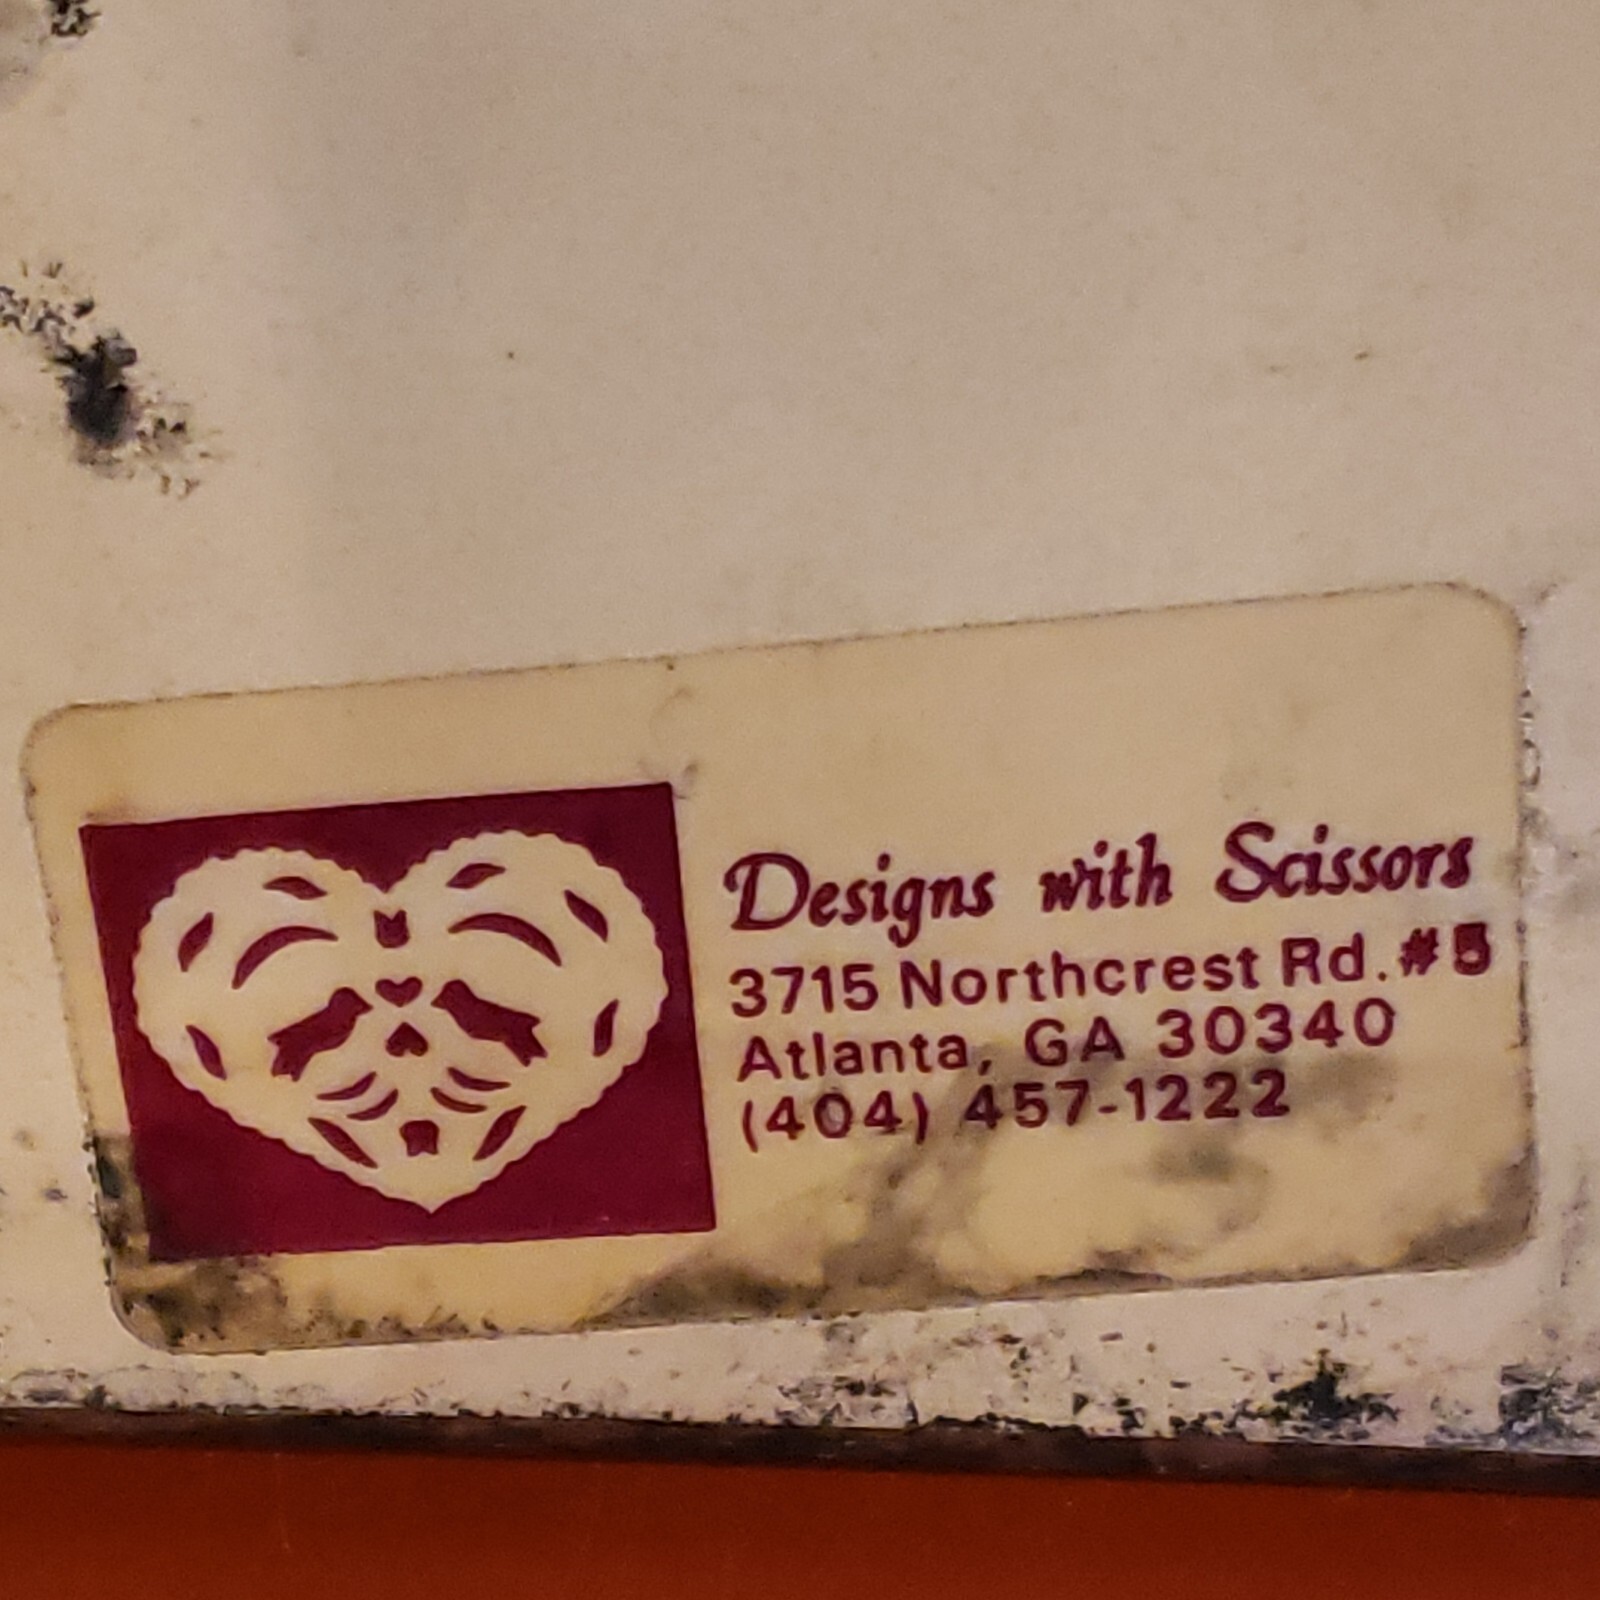 Designs with Scissors
3715 Northcrest Rd. #5
Atlanta, GA 30340
(404) 457-1222